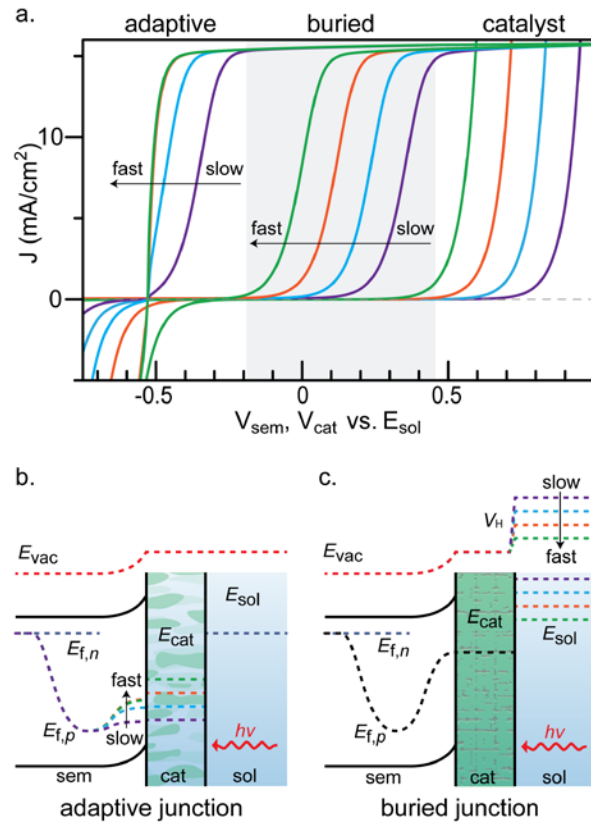 a.
adaptive buried catalyst
J (mA/cm²)
10
0
fast slow
fast slow
-0.5 0 0.5
V_sem, V_cat vs. E_sol
b.
E_vac
E_sol
E_cat
E_f,n
fast
slow
E_f,p
hν
sem cat sol
adaptive junction
c.
slow
V_H
fast
E_vac
E_cat
E_sol
E_f,n
E_f,p
hν
sem cat sol
buried junction